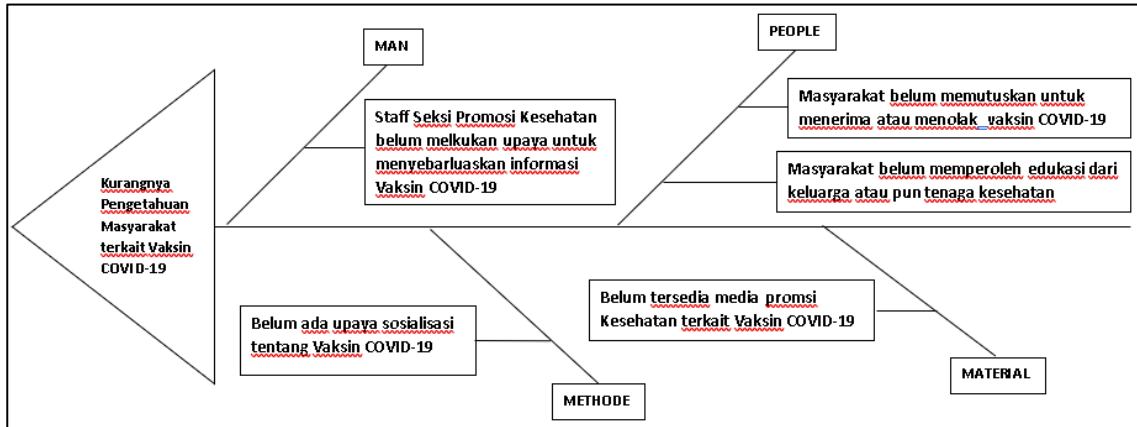 MAN
PEOPLE
Staff Seksi Promosi Kesehatan
belum melkukan upaya untuk
menyebarluaskan informasi
Vaksin COVID-19
Masyarakat belum memutuskan untuk
menerima atau menolak vaksin COVID-19
Masyarakat belum memperoleh edukasi dari
keluarga atau pun tenaga kesehatan
Kurangnya
Pengetahuan
Masyarakat
terkait Vaksin
COVID-19
Belum ada upaya sosialisasi
tentang Vaksin COVID-19
Belum tersedia media promsi
Kesehatan terkait Vaksin COVID-19
METHODE
MATERIAL